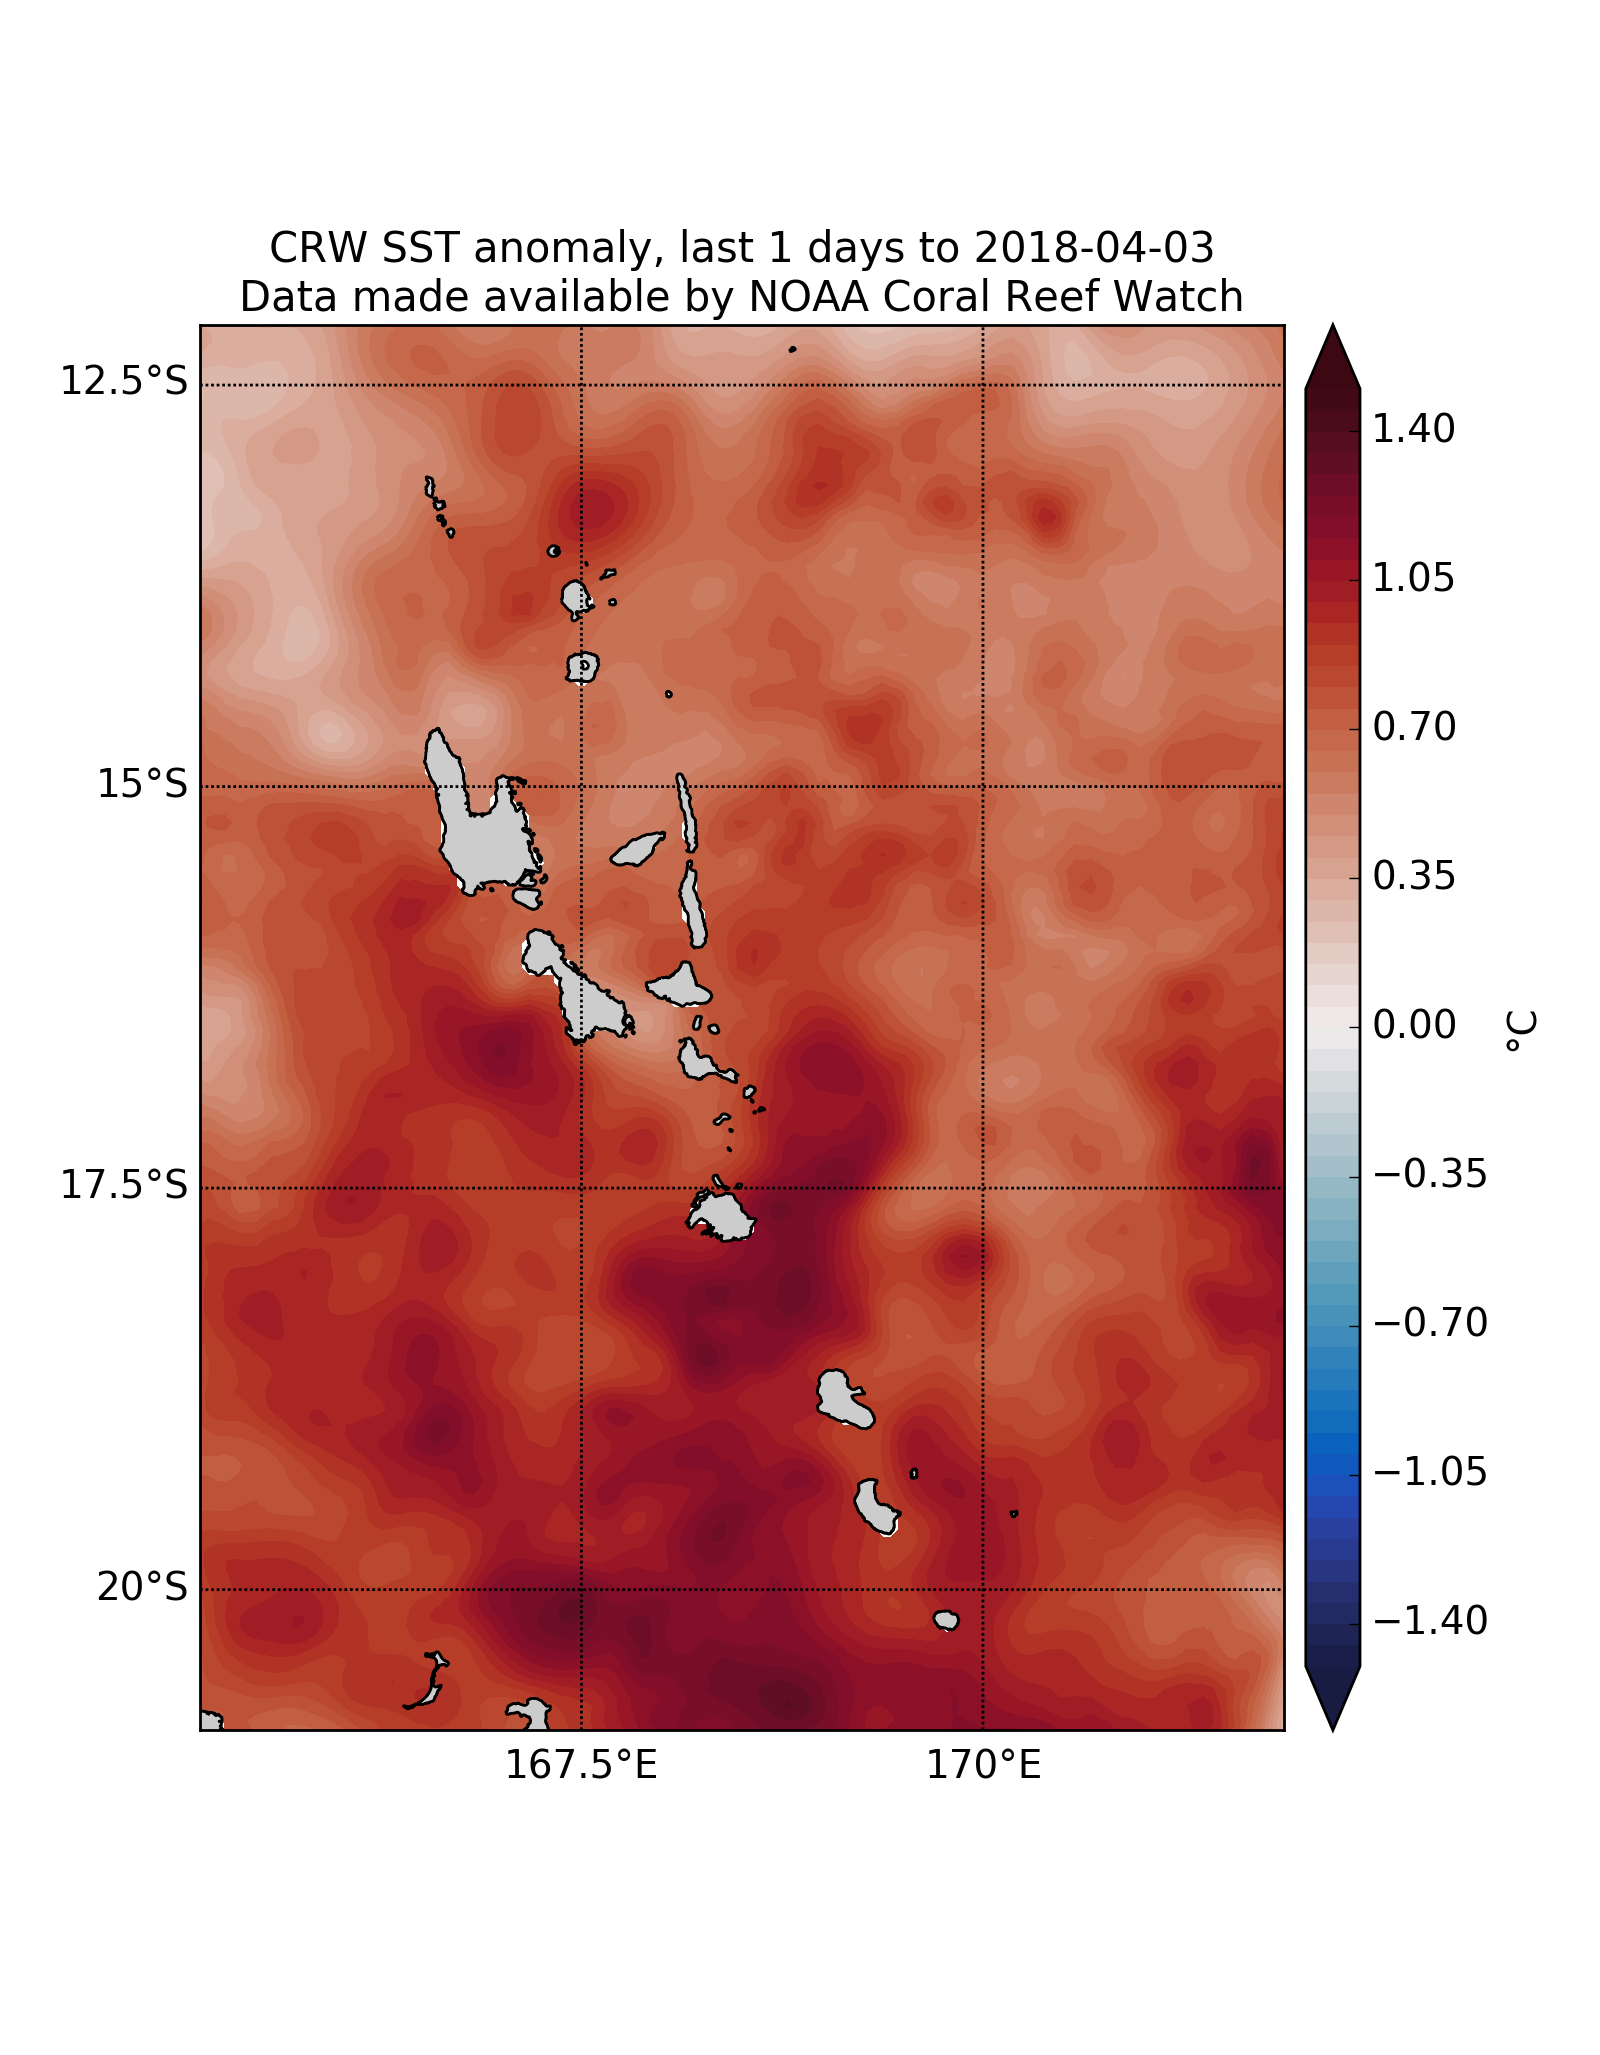 CRW SST anomaly, last 1 days to 2018-04-03
Data made available by NOAA Coral Reef Watch
12.5°S
15°S
17.5°S
20°S
167.5°E
170°E
1.40
1.05
0.70
0.35
0.00
−0.35
−0.70
−1.05
−1.40
°C